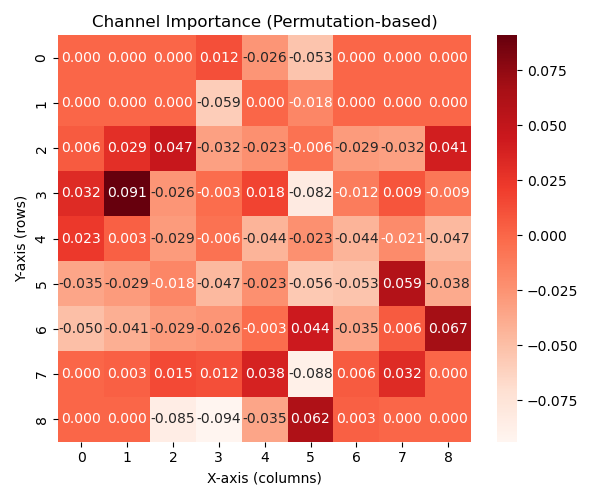 Channel Importance (Permutation-based)
0 0.000 0.000 0.000 0.012 -0.026 -0.053 0.000 0.000 0.000
1 0.000 0.000 0.000 -0.059 0.000 -0.018 0.000 0.000 0.000
2 0.006 0.029 0.047 -0.032 -0.023 -0.006 -0.029 -0.032 0.041
3 0.032 0.091 -0.026 -0.003 0.018 -0.082 -0.012 0.009 -0.009
4 0.023 0.003 -0.029 -0.006 -0.044 -0.023 -0.044 -0.021 -0.047
5 -0.035 -0.029 -0.018 -0.047 -0.023 -0.056 -0.053 0.059 -0.038
6 -0.050 -0.041 -0.029 -0.026 -0.003 0.044 -0.035 0.006 0.067
7 0.000 0.003 0.015 0.012 0.038 -0.088 0.006 0.032 0.000
8 0.000 0.000 -0.085 -0.094 -0.035 0.062 0.003 0.000 0.000
0 1 2 3 4 5 6 7 8
X-axis (columns)
Y-axis (rows)
0.075
0.050
0.025
0.000
−0.025
−0.050
−0.075